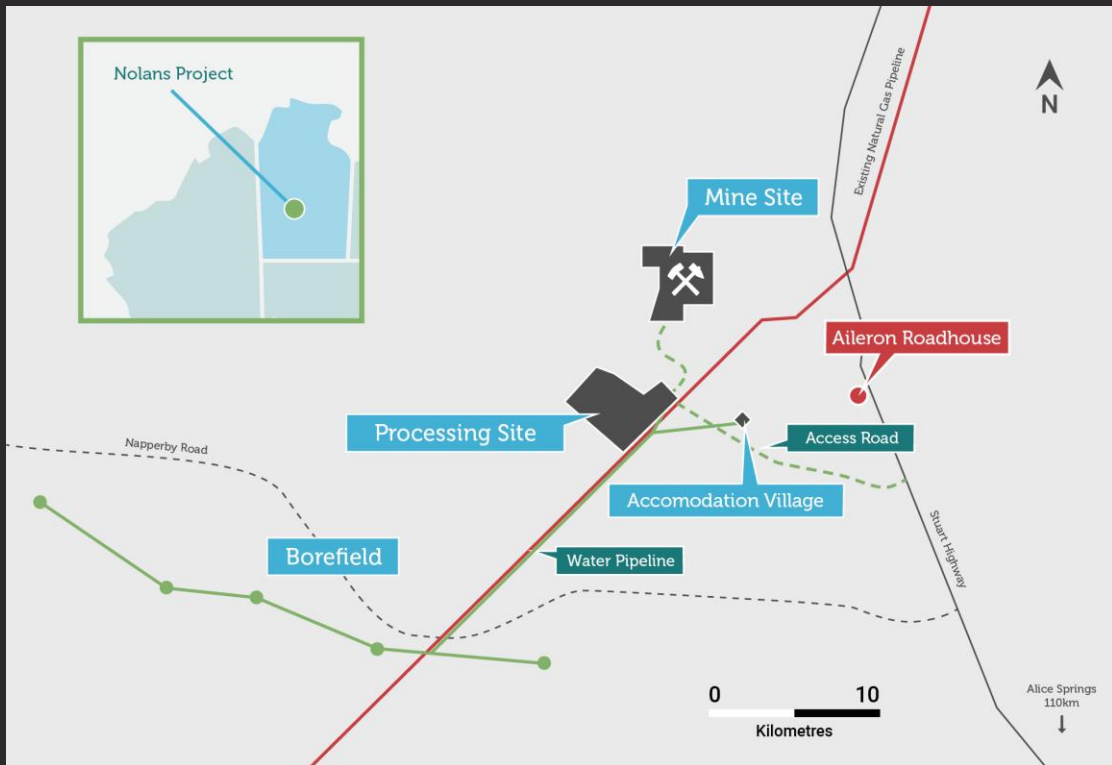 Nolans Project
N
Existing Natural Gas Pipeline
Mine Site
Aileron Roadhouse
Processing Site
Access Road
Napperby Road
Accomodation Village
Stuart Highway
Borefield
Water Pipeline
0 10
Kilometres
Alice Springs
110km